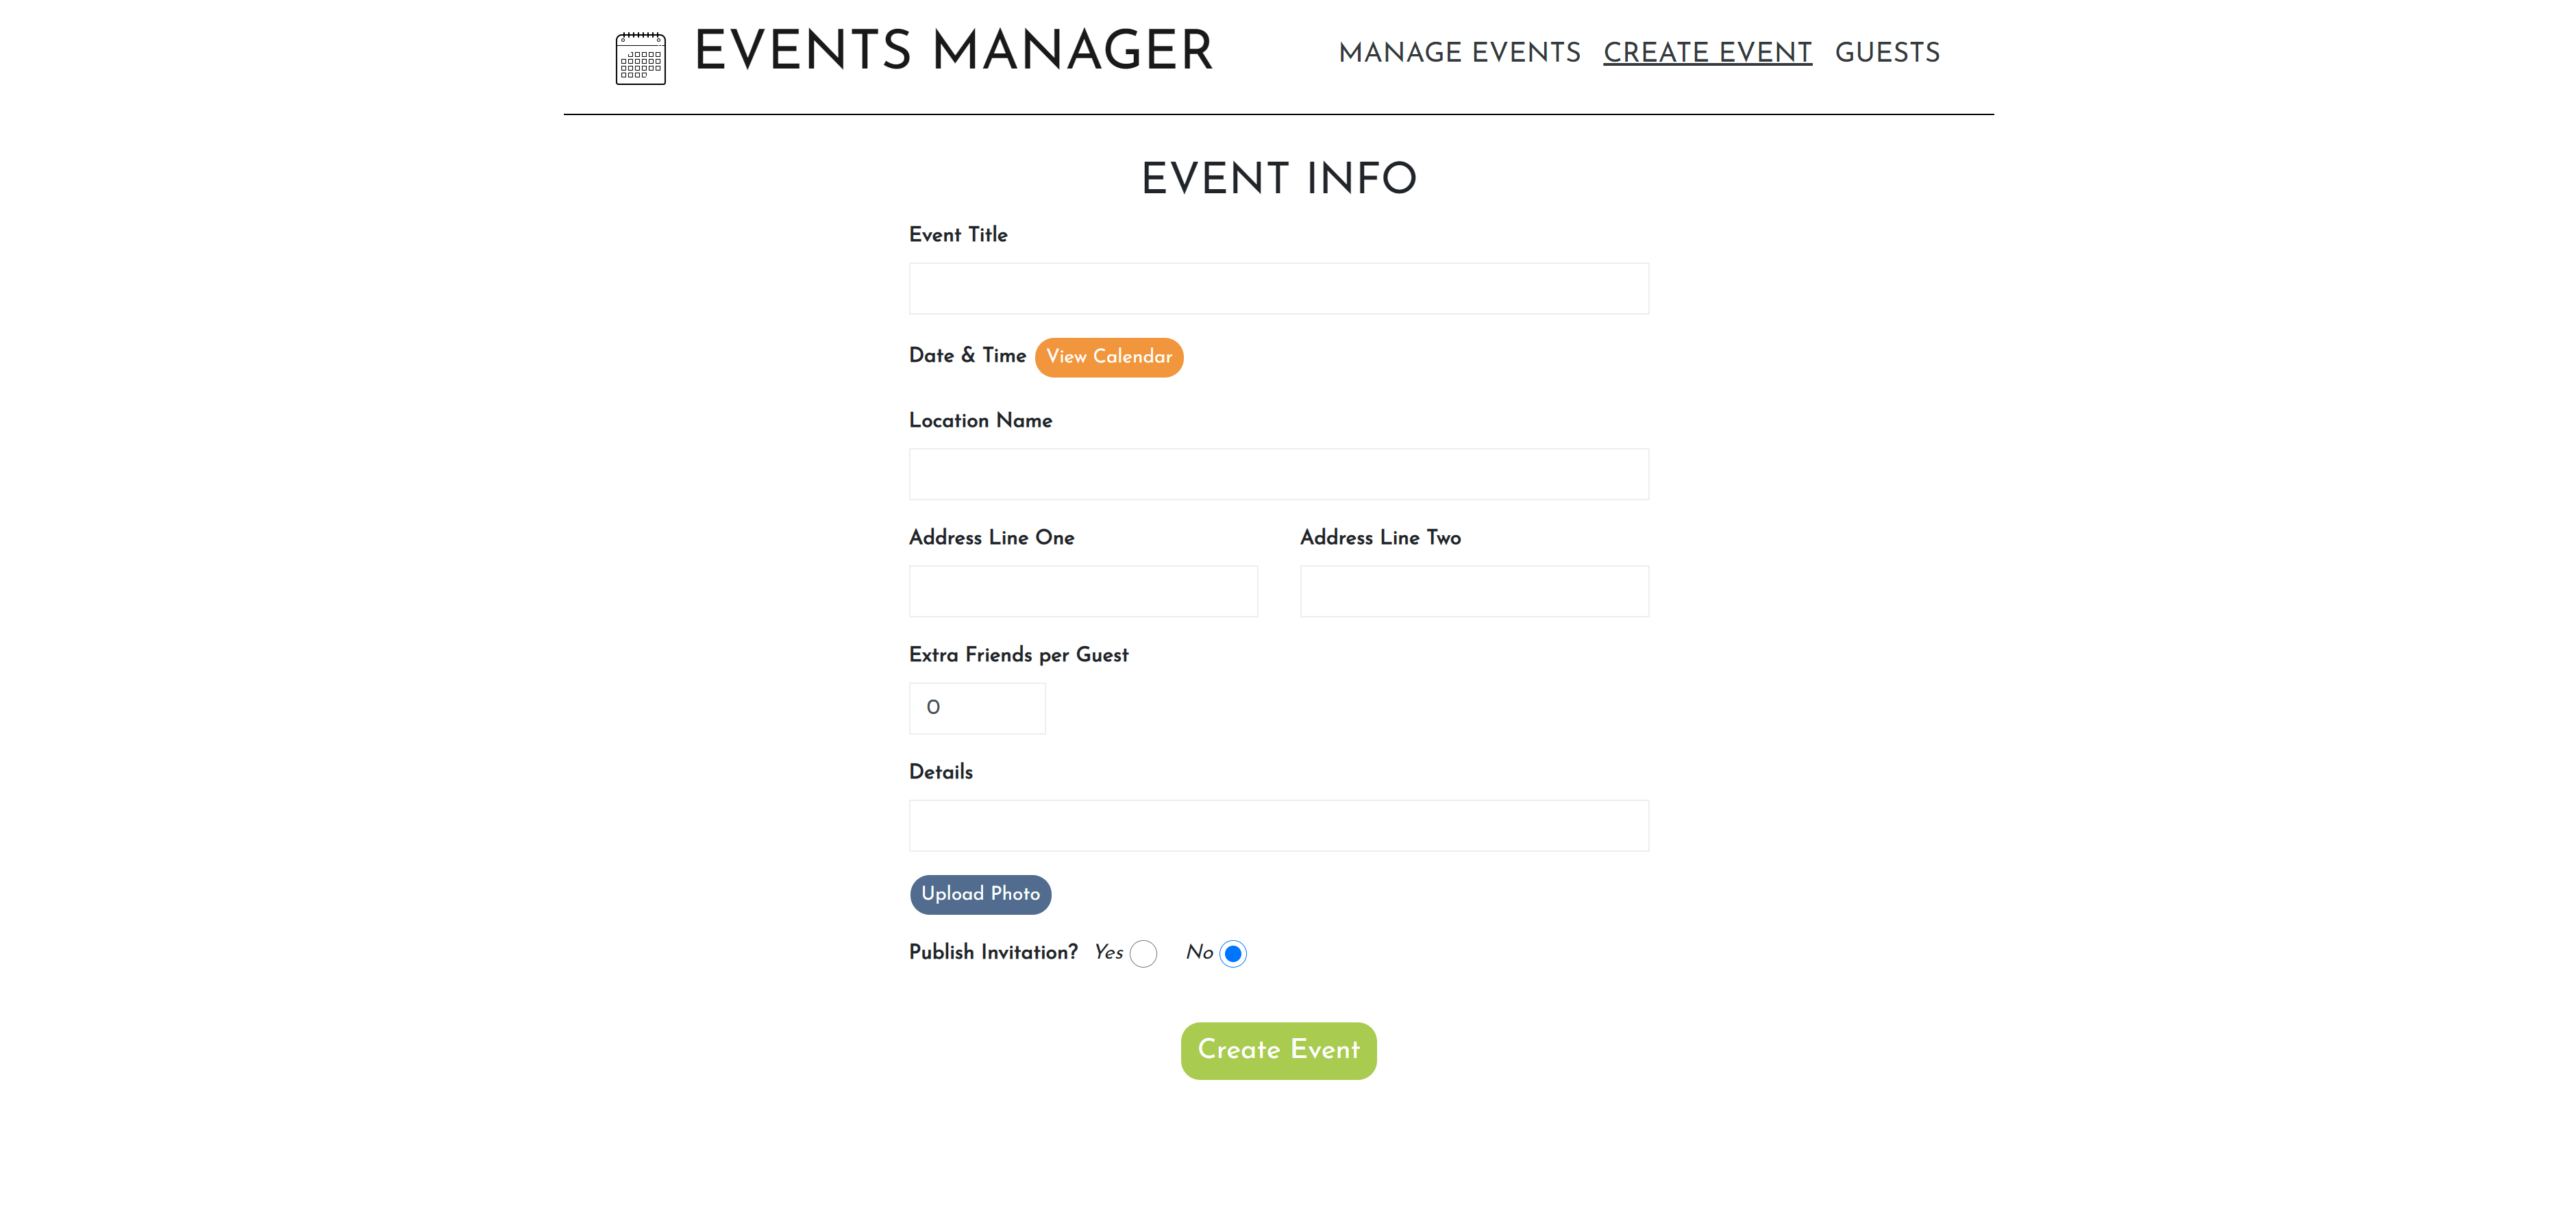 EVENTS MANAGER
MANAGE EVENTS CREATE EVENT GUESTS
EVENT INFO
Event Title
Date & Time View Calendar
Location Name
Address Line One Address Line Two
Extra Friends per Guest
0
Details
Upload Photo
Publish Invitation? Yes No
Create Event